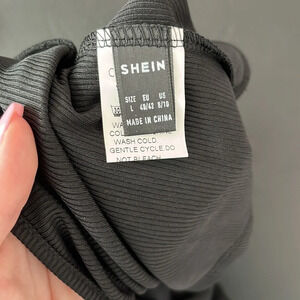 SHEIN
SIZE EU US
L 40/42 8/10
MADE IN CHINA
WASH COLD.
GENTLE CYCLE.DO
NOT BLEACH